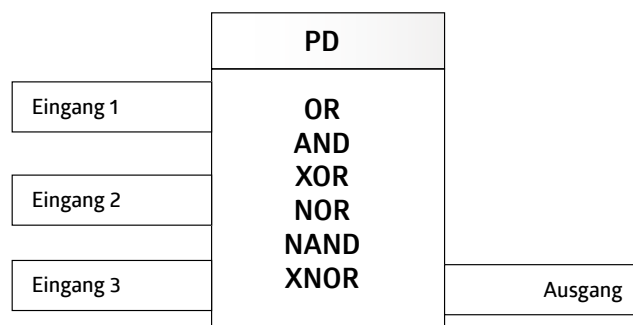 PD
Eingang 1
Eingang 2
Eingang 3
OR
AND
XOR
NOR
NAND
XNOR
Ausgang